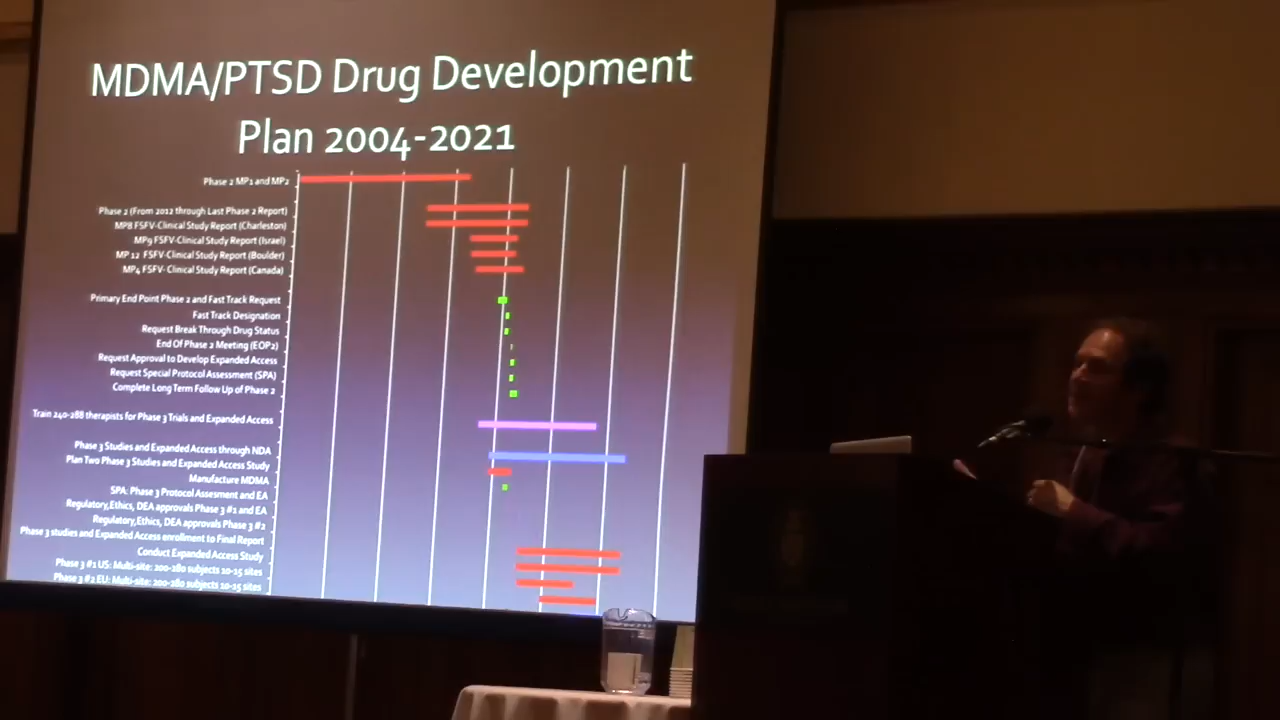 MDMA/PTSD Drug Development
Plan 2004-2021
Phase 2 MP1 and MP2
Phase 2 (From 2012 through Last Phase 2 Report)
MP8 FSFV-Clinical Study Report (Charleston)
MP9 FSFV-Clinical Study Report (Israel)
MP 12 FSFV-Clinical Study Report (Boulder)
MP4 FSFV- Clinical Study Report (Canada)
Primary End Point Phase 2 and Fast Track Request
Fast Track Designation
Request Break Through Drug Status
End Of Phase 2 Meeting (EOP2)
Request Approval to Develop Expanded Access
Request Special Protocol Assessment (SPA)
Complete Long Term Follow Up of Phase 2
Train 240-288 therapists for Phase 3 Trials and Expanded Access
Phase 3 Studies and Expanded Access through NDA
Plan Two Phase 3 Studies and Expanded Access Study
Manufacture MDMA
SPA: Phase 3 Protocol Assesment and EA
Regulatory,Ethics, DEA approvals Phase 3 #1 and EA
Regulatory,Ethics, DEA approvals Phase 3 #2
Phase 3 studies and Expanded Access enrollment to Final Report
Conduct Expanded Access Study
Phase 3 #1 US: Multi-site: 200-280 subjects 10-15 sites
Phase 3 #2 EU: Multi-site: 200-280 subjects 10-15 sites